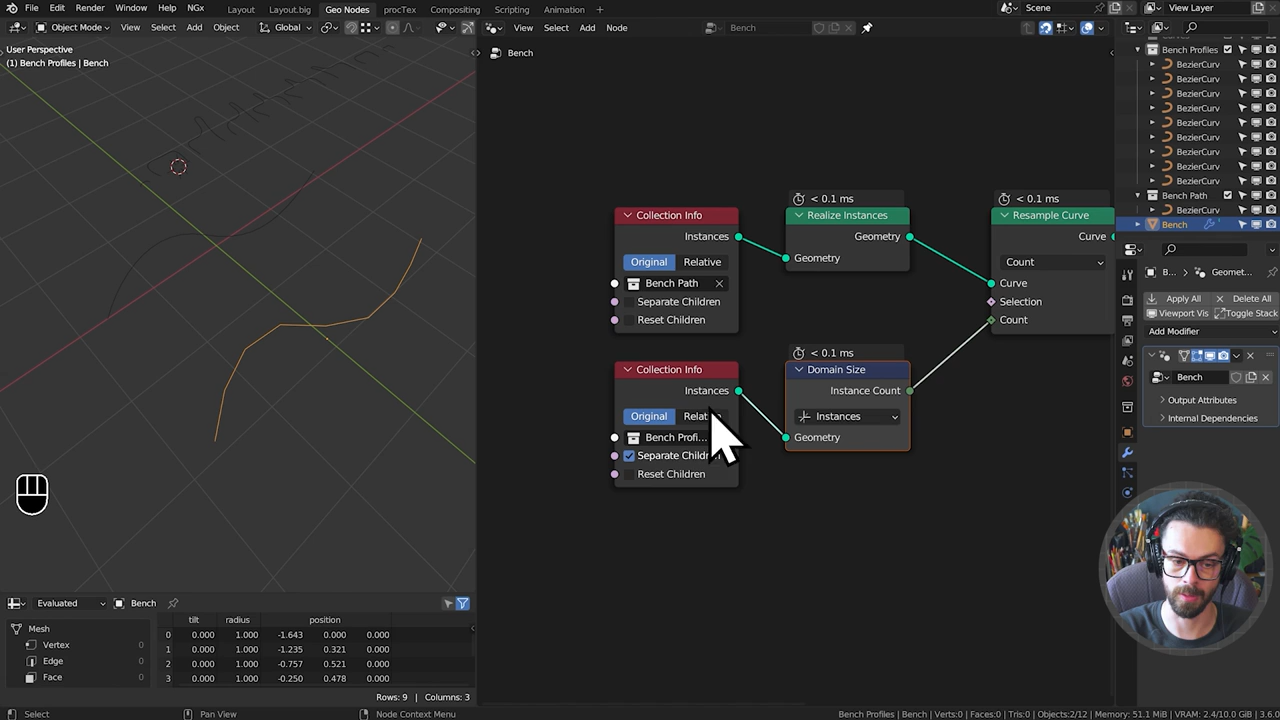 File Edit Render Window Help NGx Layout Layout.big Geo Nodes procTex Compositing Scripting Animation + Scene View Layer
Object Mode View Select Add Object Global View Select Add Node Bench
User Perspective
(1) Bench Profiles | Bench
Bench
Bench Profiles
BezierCurv
BezierCurv
BezierCurv
BezierCurv
BezierCurv
BezierCurv
BezierCurv
BezierCurv
BezierCurv
Bench Path
BezierCurv
Bench
< 0.1 ms
Collection Info
Instances
Original Relative
Bench Path
Separate Children
Reset Children
Realize Instances
Geometry
Geometry
< 0.1 ms
Resample Curve
Curve
Count
Curve
Selection
Count
Collection Info
Instances
Original
Bench Profi...
Reset Children
< 0.1 ms
Domain Size
Instance Count
Instances
Geometry
B... Geomet...
Apply All Delete All
Viewport Vis Toggle Stack
Add Modifier
Bench
Output Attributes
Internal Dependencies
Evaluated Bench
Mesh
Vertex 0
Edge 0
Face 0
tilt radius position
0 0.000 1.000 -1.643 0.000 0.000
1 0.000 1.000 -1.235 0.321 0.000
2 0.000 1.000 -0.757 0.521 0.000
3 0.000 1.000 -0.250 0.478 0.000
Rows: 9 | Columns: 3
Select Pan View Node Context Menu Bench Profiles | Bench | Verts:0 | Faces:0 | Tris:0 | Objects:2/12 | Memory: 51.1 MiB | VRAM: 2.4/10.0 GiB | 3.6.0